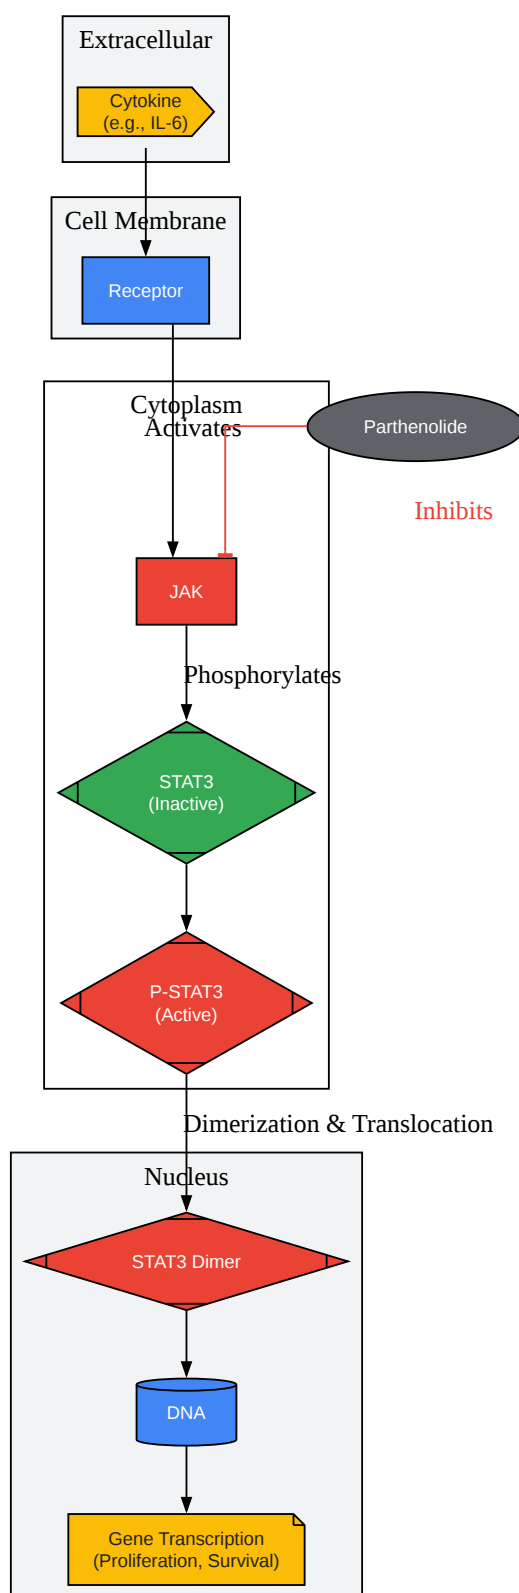 Extracellular
Cytokine
(e.g., IL-6)
Cell Membrane
Receptor
Cytoplasm
Activates
Parthenolide
Inhibits
JAK
Phosphorylates
STAT3
(Inactive)
P-STAT3
(Active)
Dimerization & Translocation
Nucleus
STAT3 Dimer
DNA
Gene Transcription
(Proliferation, Survival)